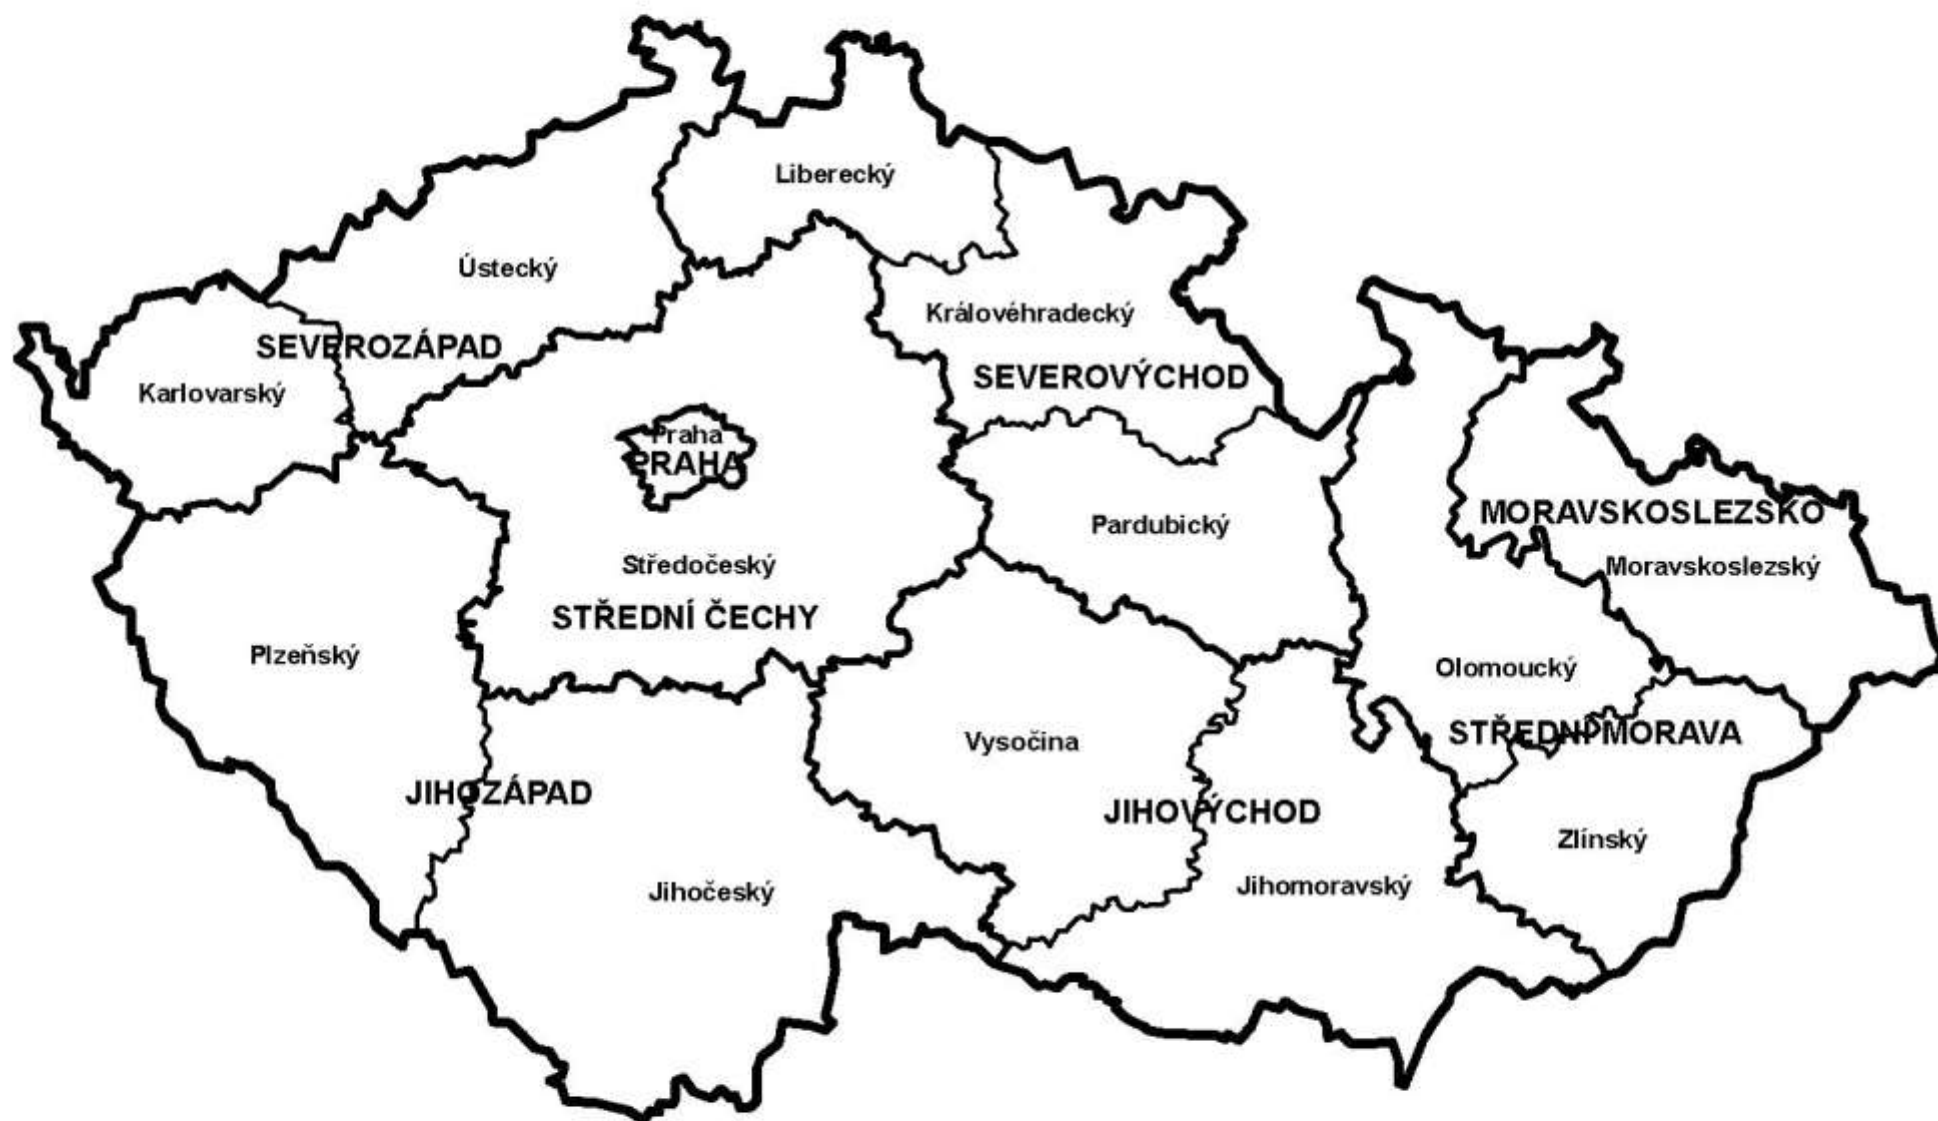 Liberecký
Ústecký
Královéhradecký
SEVEROZÁPAD
SEVEROVÝCHOD
Karlovarský
Praha
PRAHA
MORAVSKOSLEZSKO
Pardubický
Středočeský
Moravskoslezský
STŘEDNÍ ČECHY
Plzeňský
Olomoucký
Vysočina
STŘEDNÍ MORAVA
JIHOZÁPAD
JIHOVÝCHOD
Zlínský
Jihočeský
Jihomoravský